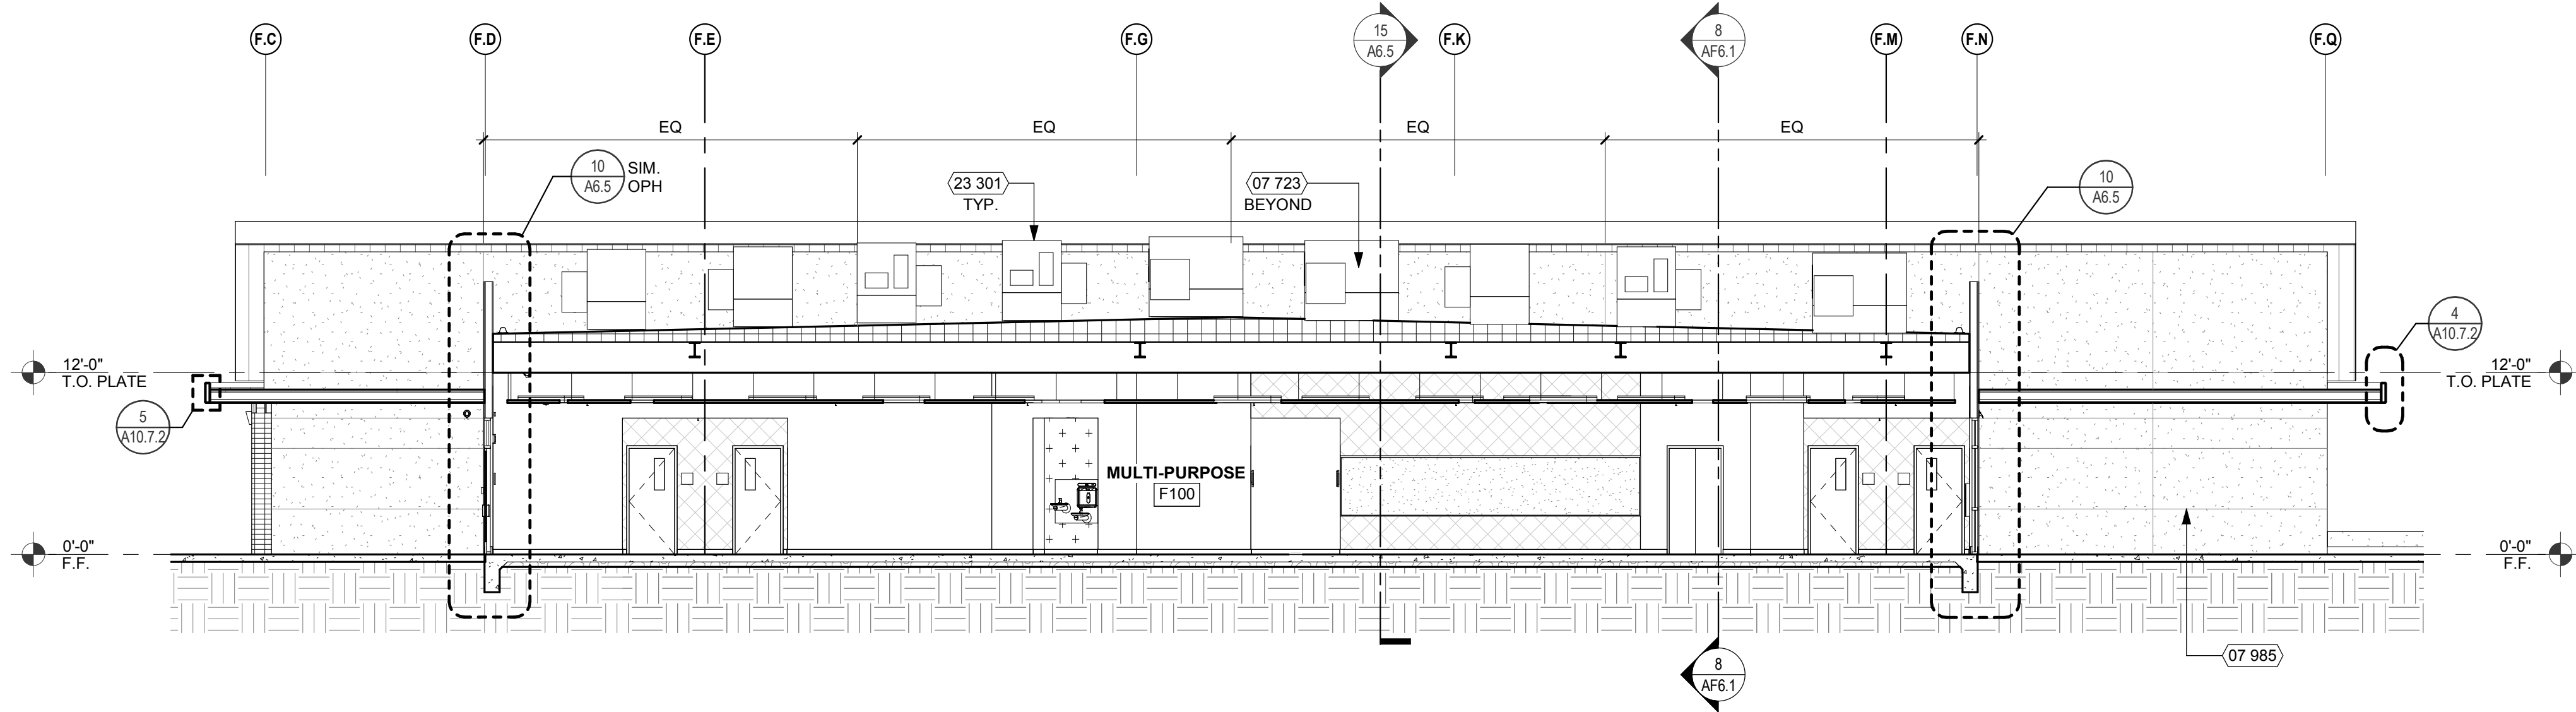 F.C
F.D
F.E
F.G
15
A6.5
F.K
8
AF6.1
F.M
F.N
F.Q
EQ
EQ
EQ
EQ
10
A6.5
SIM.
OPH
23 301
TYP.
07 723
BEYOND
10
A6.5
4
A10.7.2
12'-0"
T.O. PLATE
12'-0"
T.O. PLATE
5
A10.7.2
MULTI-PURPOSE
F100
0'-0"
F.F.
0'-0"
F.F.
07 985
8
AF6.1